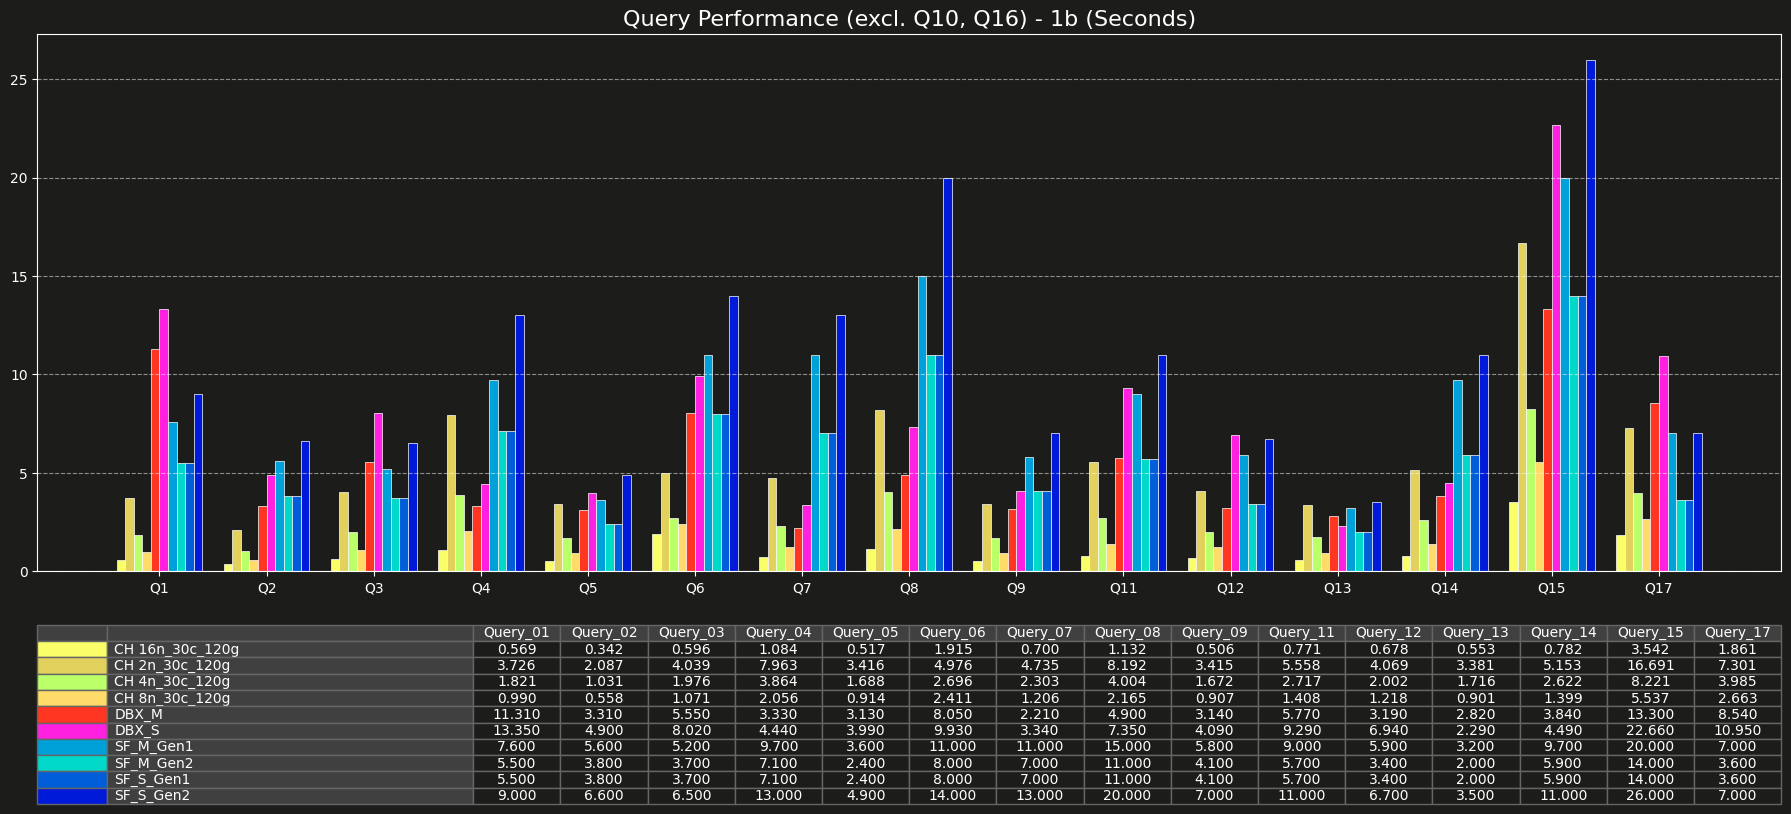 Query Performance (excl. Q10, Q16) - 1b (Seconds)
25
20
15
10
5
0
Q1 Q2 Q3 Q4 Q5 Q6 Q7 Q8 Q9 Q11 Q12 Q13 Q14 Q15 Q17
Query_01 Query_02 Query_03 Query_04 Query_05 Query_06 Query_07 Query_08 Query_09 Query_11 Query_12 Query_13 Query_14 Query_15 Query_17
CH 16n_30c_120g 0.569 0.342 0.596 1.084 0.517 1.915 0.700 1.132 0.506 0.771 0.678 0.553 0.782 3.542 1.861
CH 2n_30c_120g 3.726 2.087 4.039 7.963 3.416 4.976 4.735 8.192 3.415 5.558 4.069 3.381 5.153 16.691 7.301
CH 4n_30c_120g 1.821 1.031 1.976 3.864 1.688 2.696 2.303 4.004 1.672 2.717 2.002 1.716 2.622 8.221 3.985
CH 8n_30c_120g 0.990 0.558 1.071 2.056 0.914 2.411 1.206 2.165 0.907 1.408 1.218 0.901 1.399 5.537 2.663
DBX_M 11.310 3.310 5.550 3.330 3.130 8.050 2.210 4.900 3.140 5.770 3.190 2.820 3.840 13.300 8.540
DBX_S 13.350 4.900 8.020 4.440 3.990 9.930 3.340 7.350 4.090 9.290 6.940 2.290 4.490 22.660 10.950
SF_M_Gen1 7.600 5.600 5.200 9.700 3.600 11.000 11.000 15.000 5.800 9.000 5.900 3.200 9.700 20.000 7.000
SF_M_Gen2 5.500 3.800 3.700 7.100 2.400 8.000 7.000 11.000 4.100 5.700 3.400 2.000 5.900 14.000 3.600
SF_S_Gen1 5.500 3.800 3.700 7.100 2.400 8.000 7.000 11.000 4.100 5.700 3.400 2.000 5.900 14.000 3.600
SF_S_Gen2 9.000 6.600 6.500 13.000 4.900 14.000 13.000 20.000 7.000 11.000 6.700 3.500 11.000 26.000 7.000